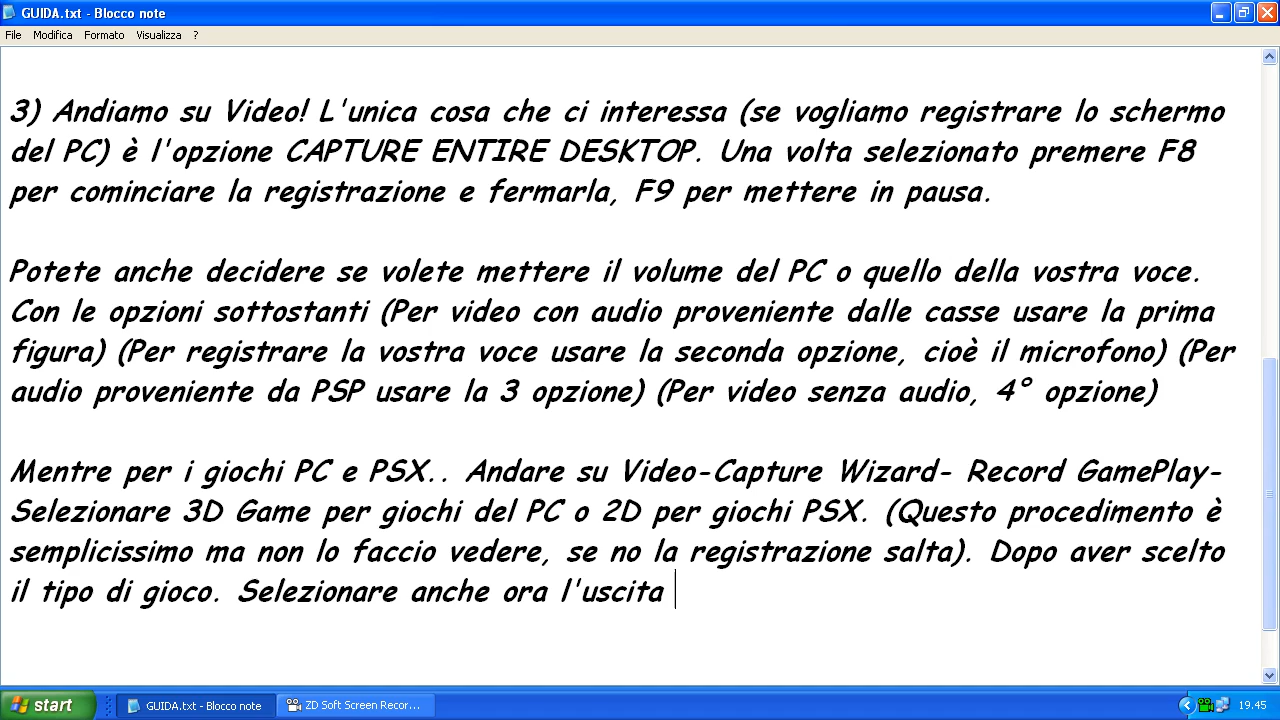 GUIDA.txt - Blocco note
File Modifica Formato Visualizza ?
3) Andiamo su Video! L'unica cosa che ci interessa (se vogliamo registrare lo schermo
del PC) è l'opzione CAPTURE ENTIRE DESKTOP. Una volta selezionato premere F8
per cominciare la registrazione e fermarla, F9 per mettere in pausa.
Potete anche decidere se volete mettere il volume del PC o quello della vostra voce.
Con le opzioni sottostanti (Per video con audio proveniente dalle casse usare la prima
figura) (Per registrare la vostra voce usare la seconda opzione, cioè il microfono) (Per
audio proveniente da PSP usare la 3 opzione) (Per video senza audio, 4° opzione)
Mentre per i giochi PC e PSX.. Andare su Video-Capture Wizard- Record GamePlay-
Selezionare 3D Game per giochi del PC o 2D per giochi PSX. (Questo procedimento è
semplicissimo ma non lo faccio vedere, se no la registrazione salta). Dopo aver scelto
il tipo di gioco. Selezionare anche ora l'uscita
start GUIDA.txt - Blocco note ZD Soft Screen Recor... 19.45